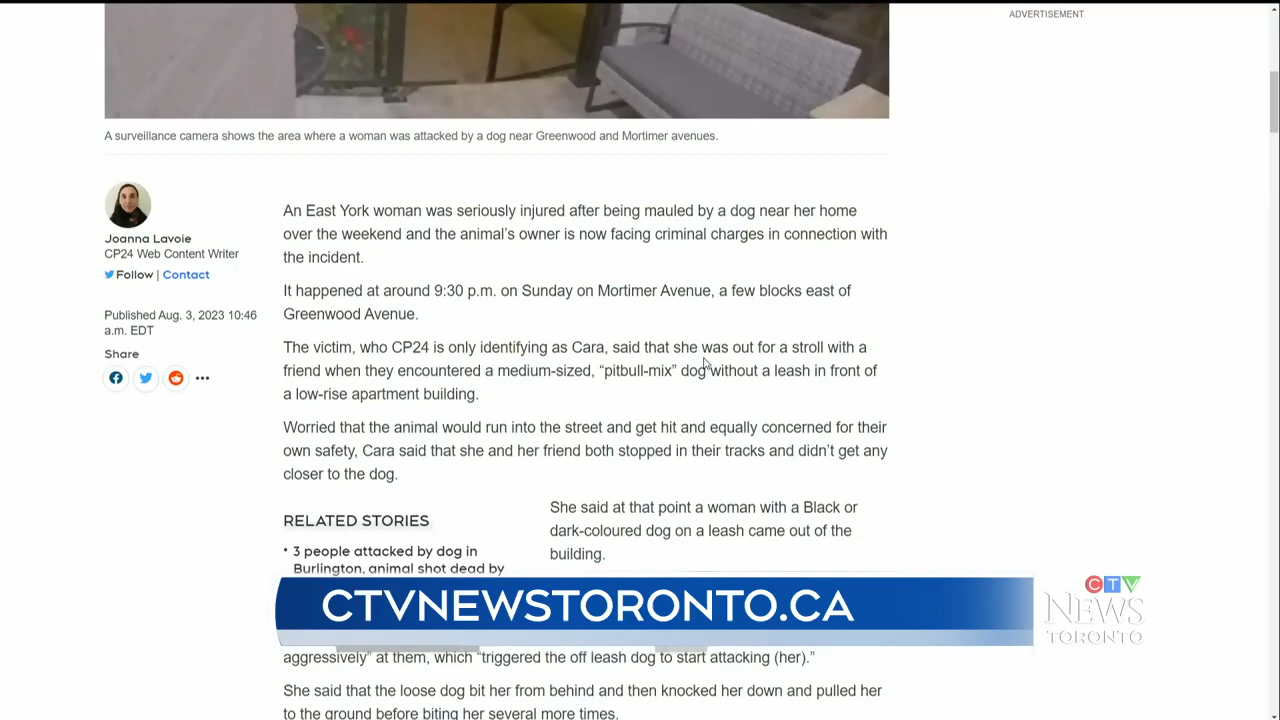 ADVERTISEMENT
A surveillance camera shows the area where a woman was attacked by a dog near Greenwood and Mortimer avenues.
Joanna Lavoie
CP24 Web Content Writer
Follow | Contact
Published Aug. 3, 2023 10:46
a.m. EDT
Share
An East York woman was seriously injured after being mauled by a dog near her home
over the weekend and the animal's owner is now facing criminal charges in connection with
the incident.
It happened at around 9:30 p.m. on Sunday on Mortimer Avenue, a few blocks east of
Greenwood Avenue.
The victim, who CP24 is only identifying as Cara, said that she was out for a stroll with a
friend when they encountered a medium-sized, “pitbull-mix” dog without a leash in front of
a low-rise apartment building.
Worried that the animal would run into the street and get hit and equally concerned for their
own safety, Cara said that she and her friend both stopped in their tracks and didn’t get any
closer to the dog.
RELATED STORIES
• 3 people attacked by dog in
Burlington, animal shot dead by
She said at that point a woman with a Black or
dark-coloured dog on a leash came out of the
building.
CTVNEWSTORONTO.CA
CTV
NEWS
TORONTO
aggressively” at them, which “triggered the off leash dog to start attacking (her).”
She said that the loose dog bit her from behind and then knocked her down and pulled her
to the ground before biting her several more times.